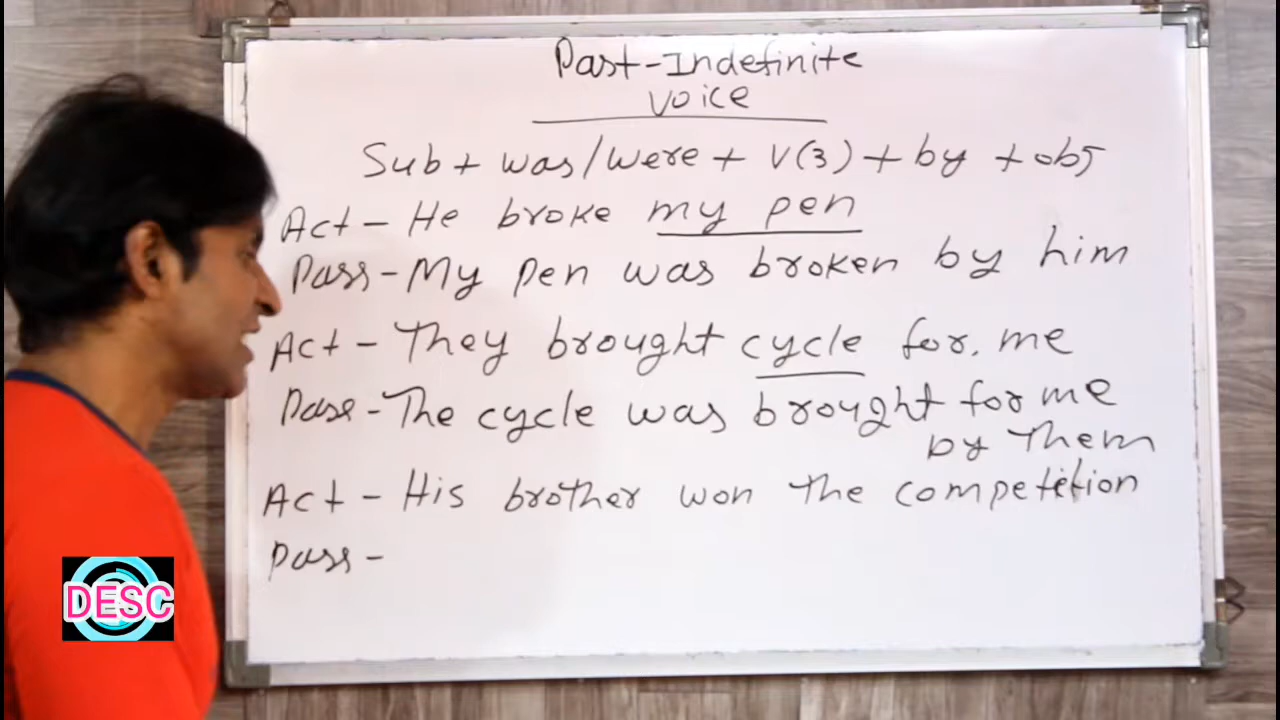 Past-Indefinite
Voice
Sub + was/were + V(3) + by + obj
Act - He broke my pen
Pass - My pen was broken by him
Act - They brought cycle for. me
Pass - The cycle was brought for me
by Them
Act - His brother won the competition
Pass -
DESC